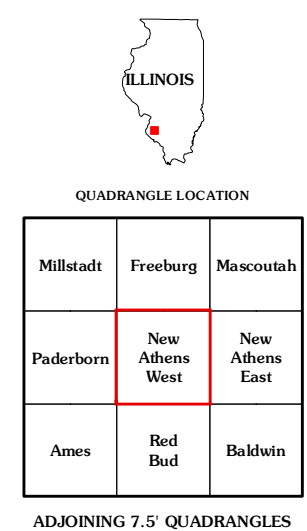 ILLINOIS
QUADRANGLE LOCATION
Millstadt
Freeburg
Mascoutah
Paderborn
New
Athens
West
New
Athens
East
Ames
Red
Bud
Baldwin
ADJOINING 7.5' QUADRANGLES